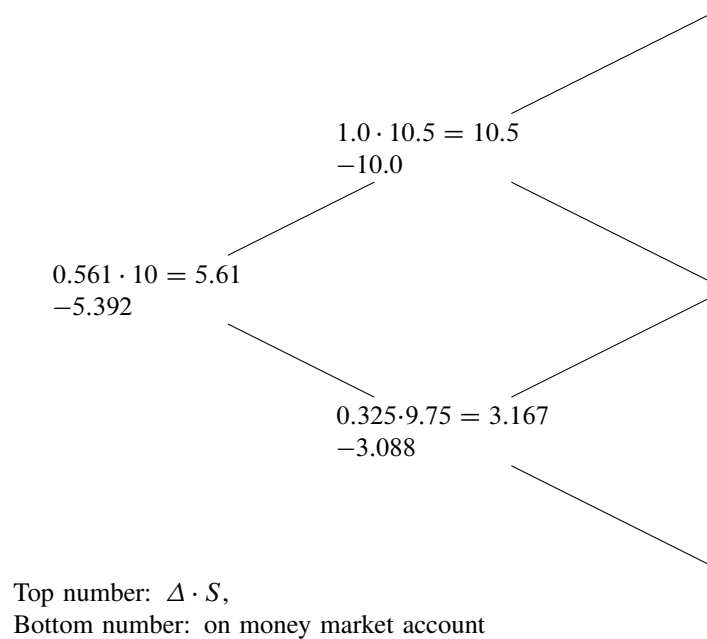 1.0 · 10.5 = 10.5
−10.0
0.561 · 10 = 5.61
−5.392
0.325·9.75 = 3.167
−3.088
Top number: Δ · S,
Bottom number: on money market account